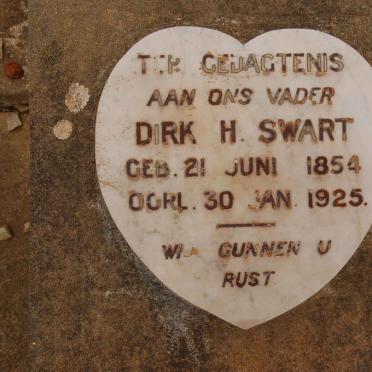 TER GEDAGTENIS
AAN ONS VADER
DIRK H. SWART
GEB. 21 JUNI 1854
OORL. 30 JAN. 1925.
WIJ GUNNEN U
RUST